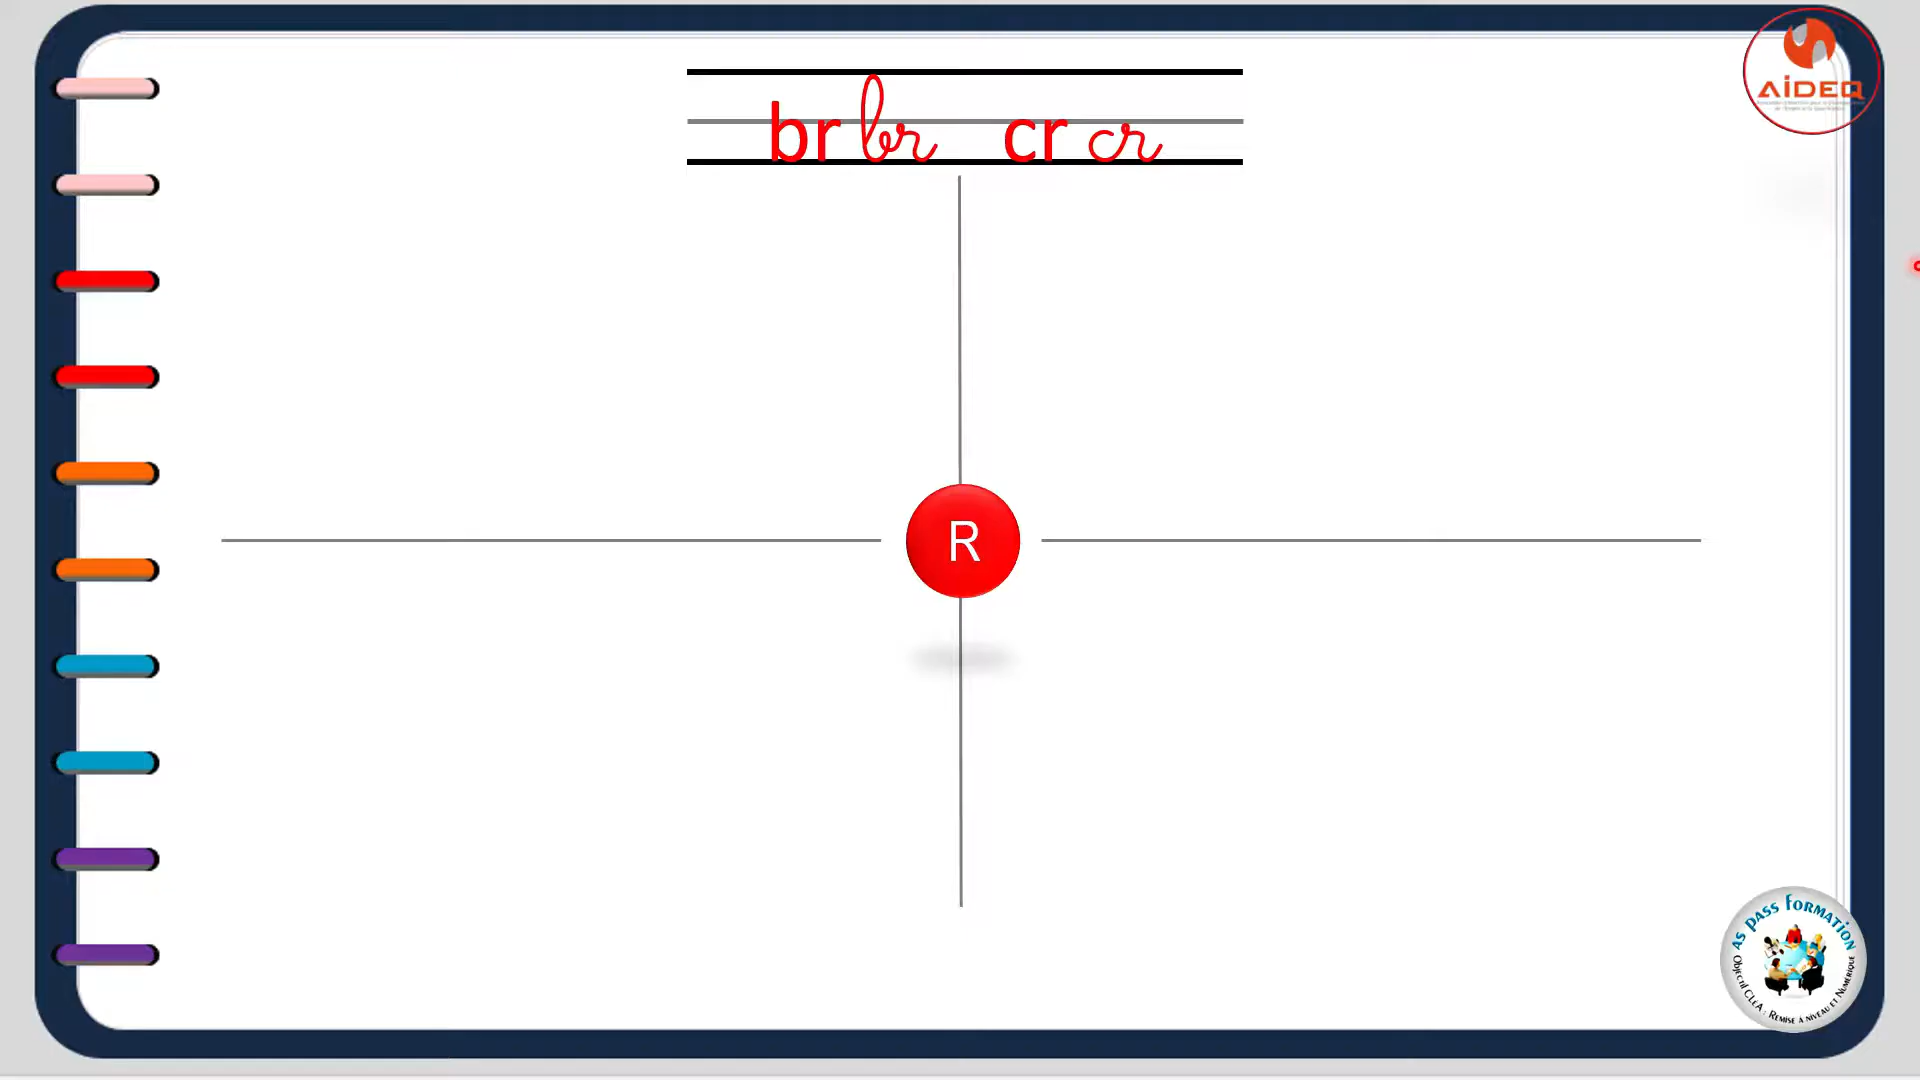 br br cr cr
AiDEQ
R
AS PASS FORMATION
Objectif CléA : Remise à niveau et Numérique